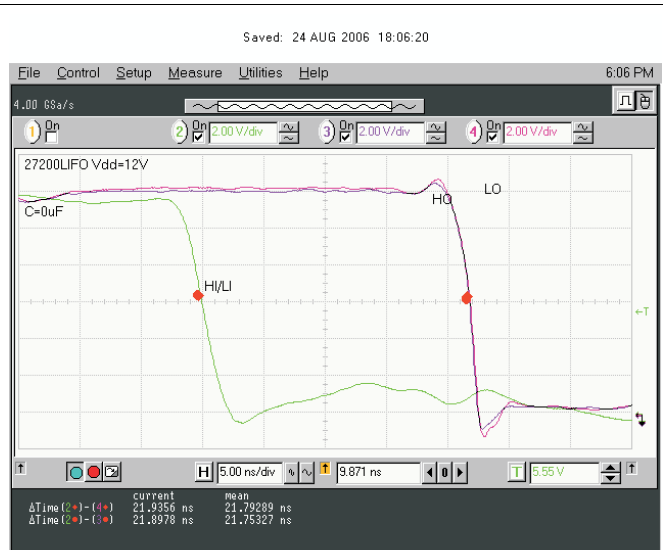 Saved: 24 AUG 2006 18:06:20
File Control Setup Measure Utilities Help 6:06 PM
4.00 GSa/s
1 On 2 On 2.00 V/div 3 On 2.00 V/div 4 On 2.00 V/div
27200LIFO Vdd=12V
C=0uF
HO
LO
HI/LI
T
H 5.00 ns/div 9.871 ns 0 T 5.55 V
current mean
ΔTime(2●)-(4●) 21.9356 ns 21.79289 ns
ΔTime(2●)-(3●) 21.8978 ns 21.75327 ns